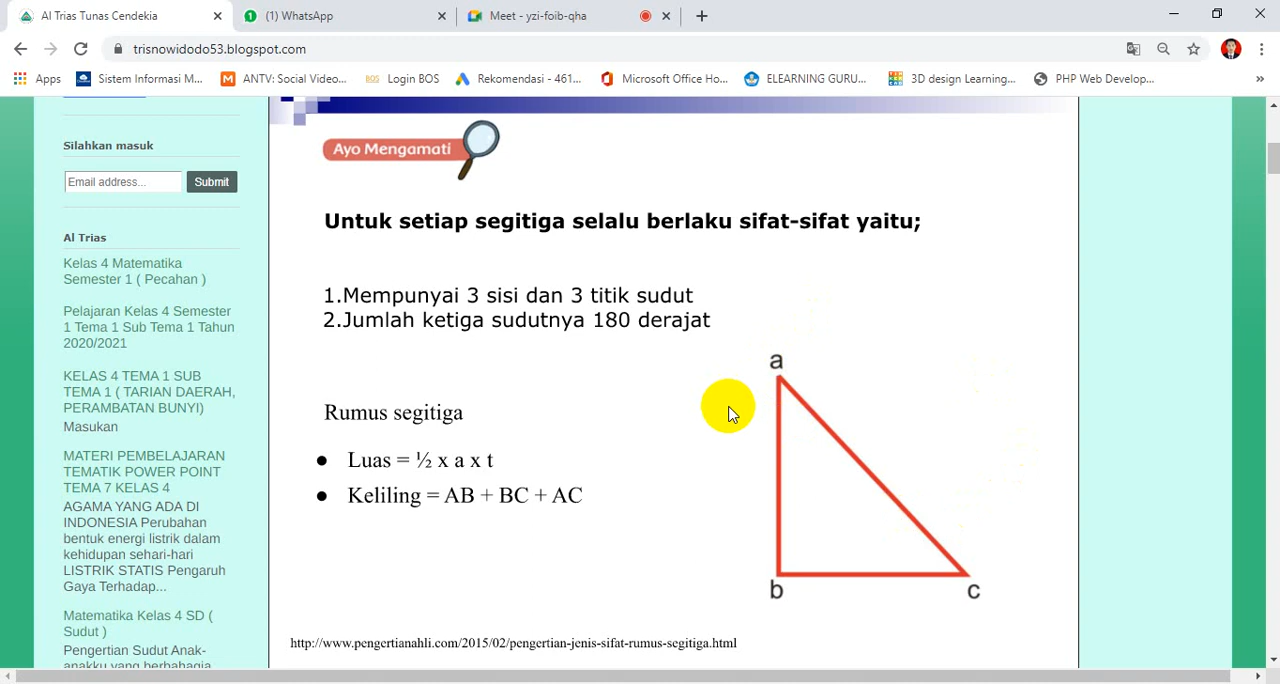 Al Trias Tunas Cendekia
(1) WhatsApp
Meet - yzi-foib-qha
trisnowidodo53.blogspot.com
Apps
Sistem Informasi M...
ANTV: Social Video...
BOS Login BOS
Rekomendasi - 461...
Microsoft Office Ho...
ELEARNING GURU...
3D design Learning...
PHP Web Develop...
»
Silahkan masuk
Email address...
Submit
Al Trias
Kelas 4 Matematika
Semester 1 ( Pecahan )
Pelajaran Kelas 4 Semester
1 Tema 1 Sub Tema 1 Tahun
2020/2021
KELAS 4 TEMA 1 SUB
TEMA 1 ( TARIAN DAERAH,
PERAMBATAN BUNYI)
Masukan
MATERI PEMBELAJARAN
TEMATIK POWER POINT
TEMA 7 KELAS 4
AGAMA YANG ADA DI
INDONESIA Perubahan
bentuk energi listrik dalam
kehidupan sehari-hari
LISTRIK STATIS Pengaruh
Gaya Terhadap...
Matematika Kelas 4 SD (
Sudut )
Pengertian Sudut Anak-
anakku yang berbahagia
Ayo Mengamati
Untuk setiap segitiga selalu berlaku sifat-sifat yaitu;
1.Mempunyai 3 sisi dan 3 titik sudut
2.Jumlah ketiga sudutnya 180 derajat
Rumus segitiga
● Luas = ½ x a x t
● Keliling = AB + BC + AC
a
b
c
http://www.pengertianahli.com/2015/02/pengertian-jenis-sifat-rumus-segitiga.html